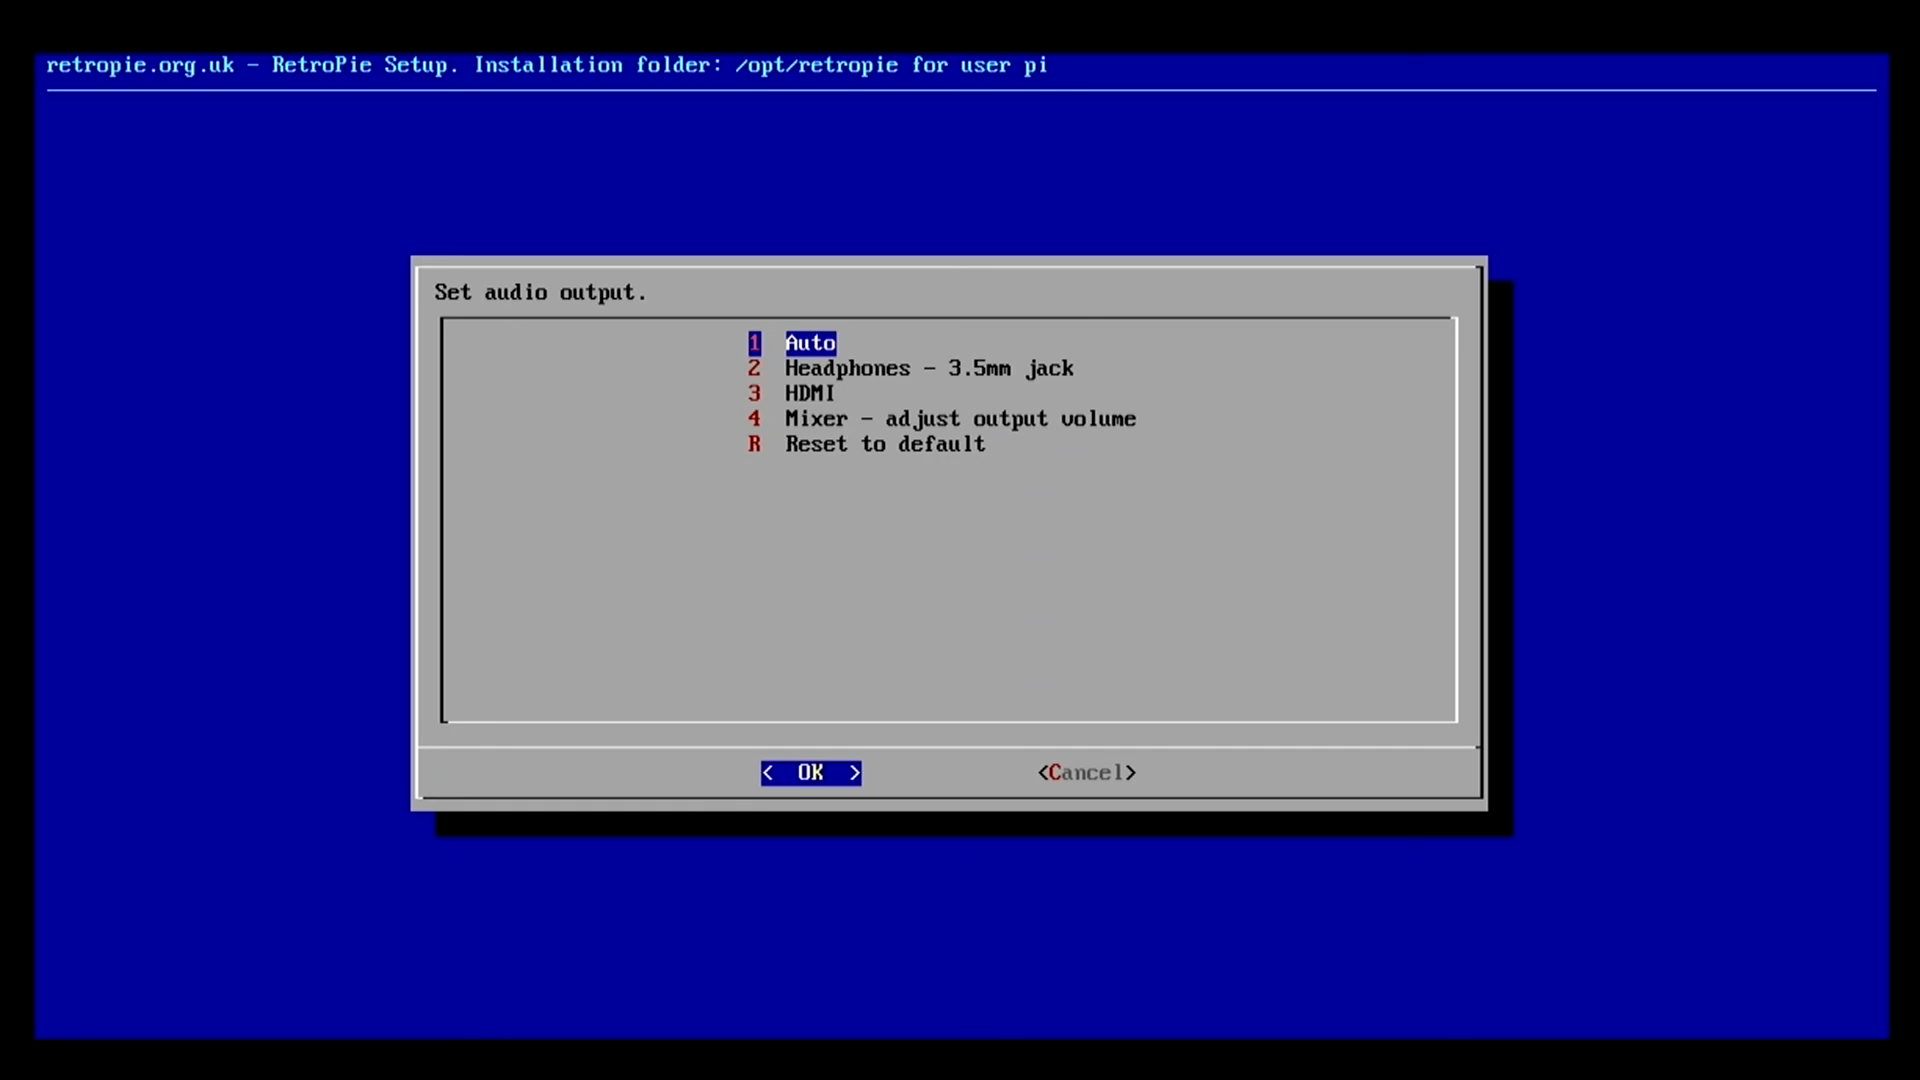 retropie.org.uk - RetroPie Setup. Installation folder: /opt/retropie for user pi
Set audio output.
1 Auto
2 Headphones - 3.5mm jack
3 HDMI
4 Mixer - adjust output volume
R Reset to default
< OK > <Cancel>